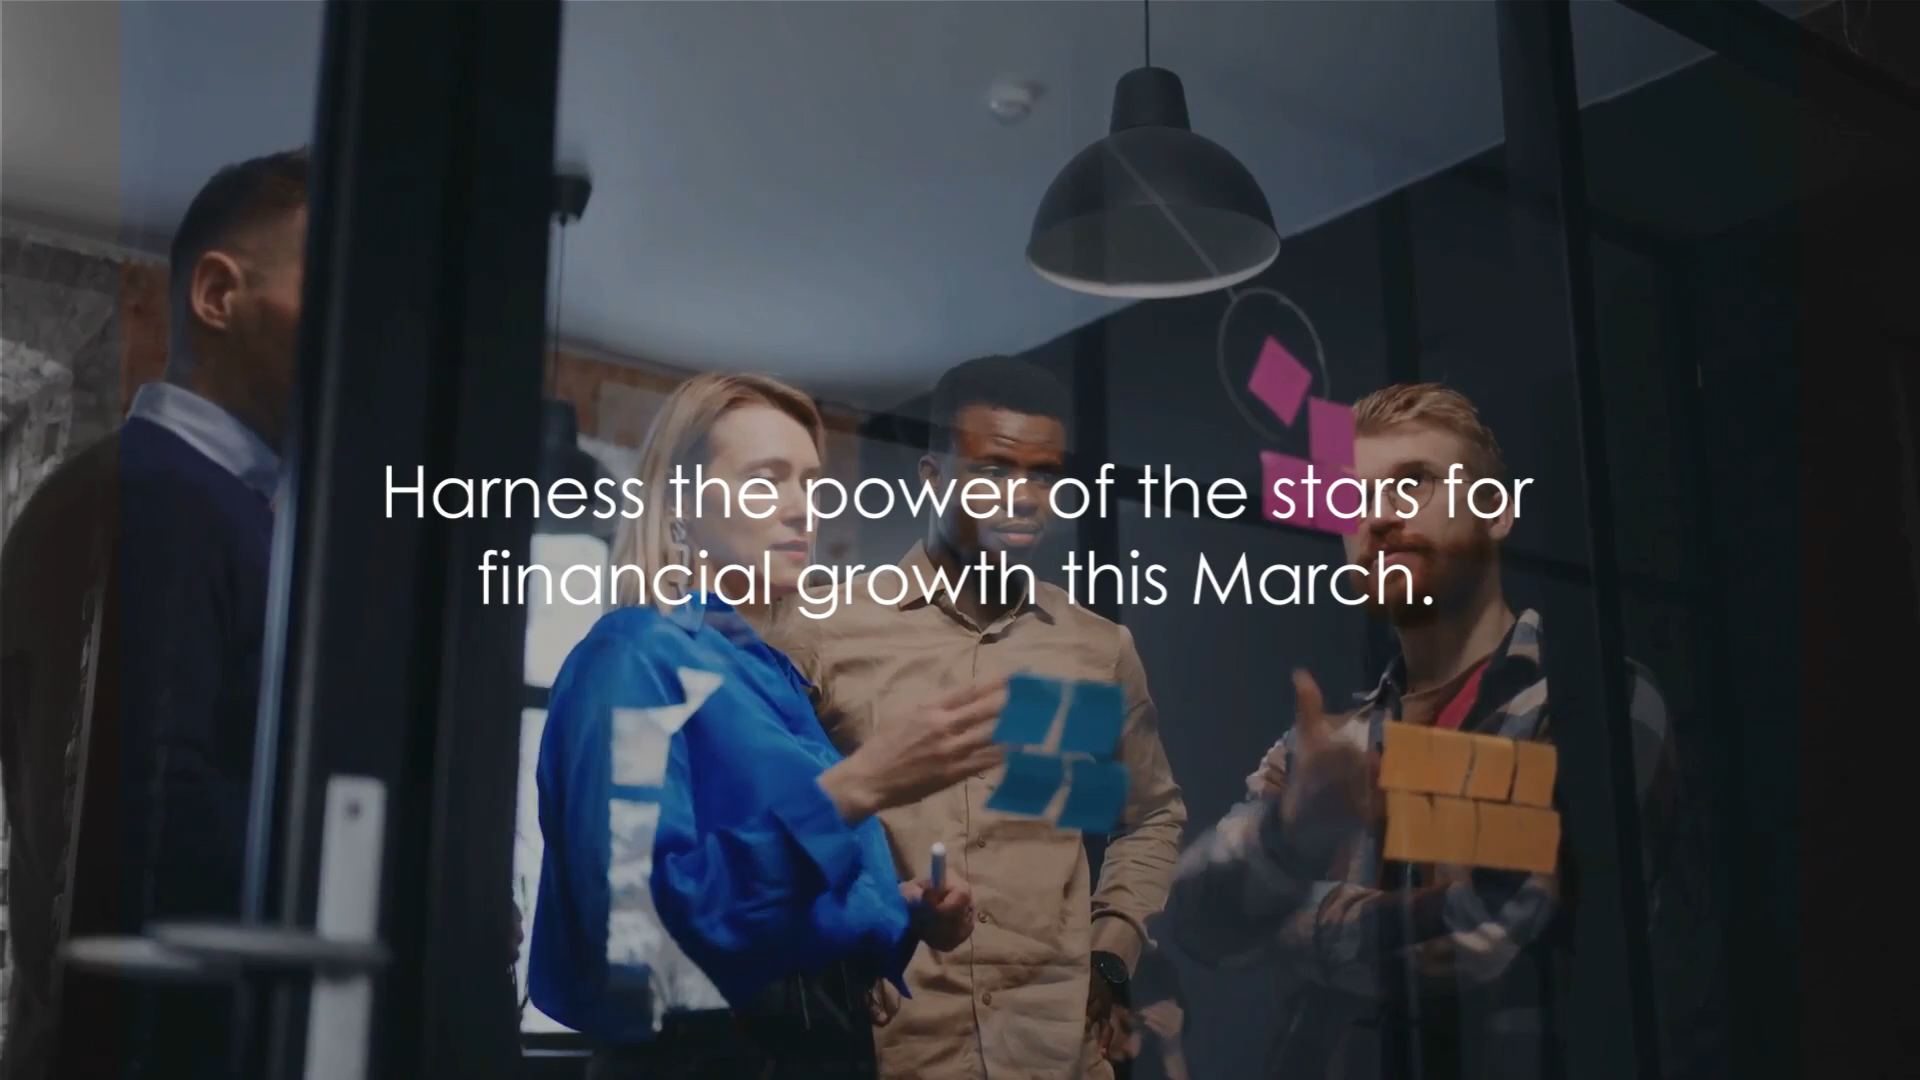 Harness the power of the stars for
financial growth this March.